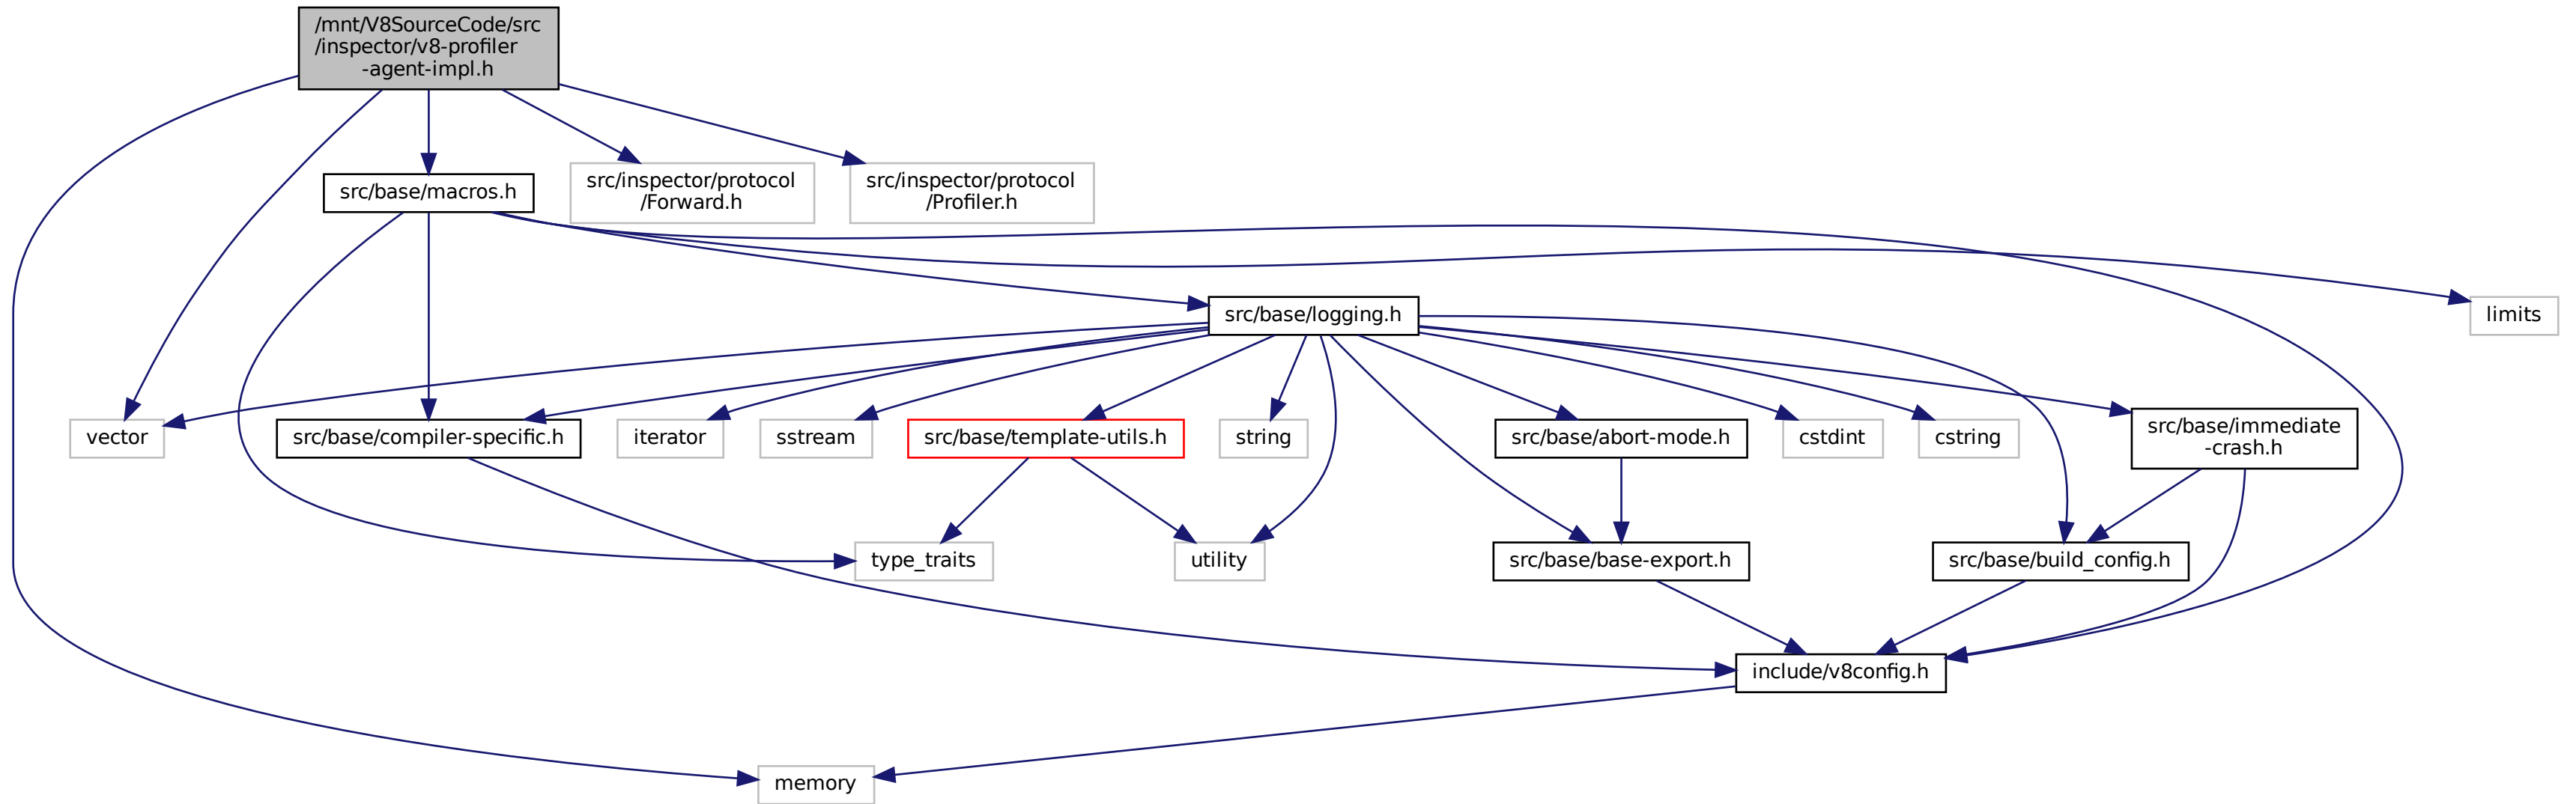 /mnt/V8SourceCode/src
/inspector/v8-profiler
-agent-impl.h
src/base/macros.h
src/inspector/protocol
/Forward.h
src/inspector/protocol
/Profiler.h
src/base/logging.h
limits
vector
src/base/compiler-specific.h
iterator
sstream
src/base/template-utils.h
string
src/base/abort-mode.h
cstdint
cstring
src/base/immediate
-crash.h
type_traits
utility
src/base/base-export.h
src/base/build_config.h
include/v8config.h
memory